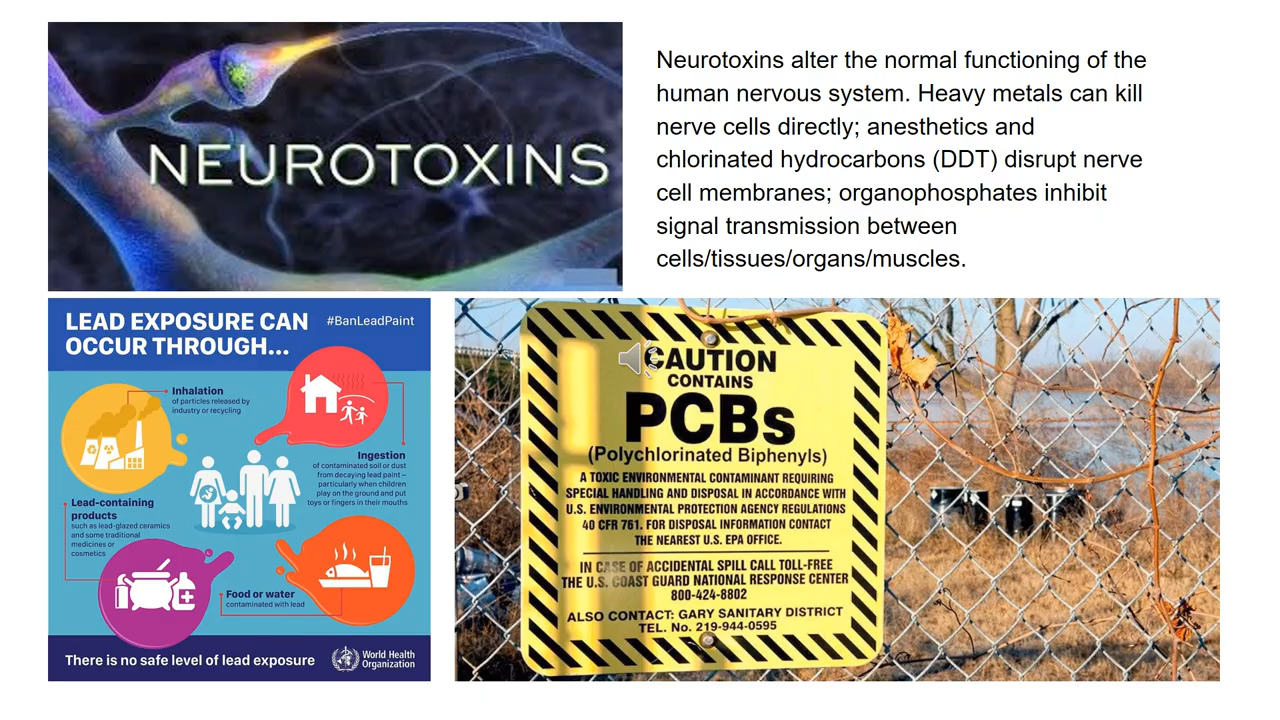 NEUROTOXINS
Neurotoxins alter the normal functioning of the
human nervous system. Heavy metals can kill
nerve cells directly; anesthetics and
chlorinated hydrocarbons (DDT) disrupt nerve
cell membranes; organophosphates inhibit
signal transmission between
cells/tissues/organs/muscles.
LEAD EXPOSURE CAN
OCCUR THROUGH...
#BanLeadPaint
Inhalation
of particles released by
industry or recycling
Ingestion
of contaminated soil or dust
from decaying lead paint –
particularly when children
play on the ground and put
toys or fingers in their mouths
Lead-containing
products
such as lead-glazed ceramics
and some traditional
medicines or
cosmetics
Food or water
contaminated with lead
There is no safe level of lead exposure
World Health
Organization
CAUTION
CONTAINS
PCBs
(Polychlorinated Biphenyls)
A TOXIC ENVIRONMENTAL CONTAMINANT REQUIRING
SPECIAL HANDLING AND DISPOSAL IN ACCORDANCE WITH
U.S. ENVIRONMENTAL PROTECTION AGENCY REGULATIONS
40 CFR 761. FOR DISPOSAL INFORMATION CONTACT
THE NEAREST U.S. EPA OFFICE.
IN CASE OF ACCIDENTAL SPILL CALL TOLL-FREE
THE U.S. COAST GUARD NATIONAL RESPONSE CENTER
800-424-8802
ALSO CONTACT: GARY SANITARY DISTRICT
TEL. No. 219-944-0595